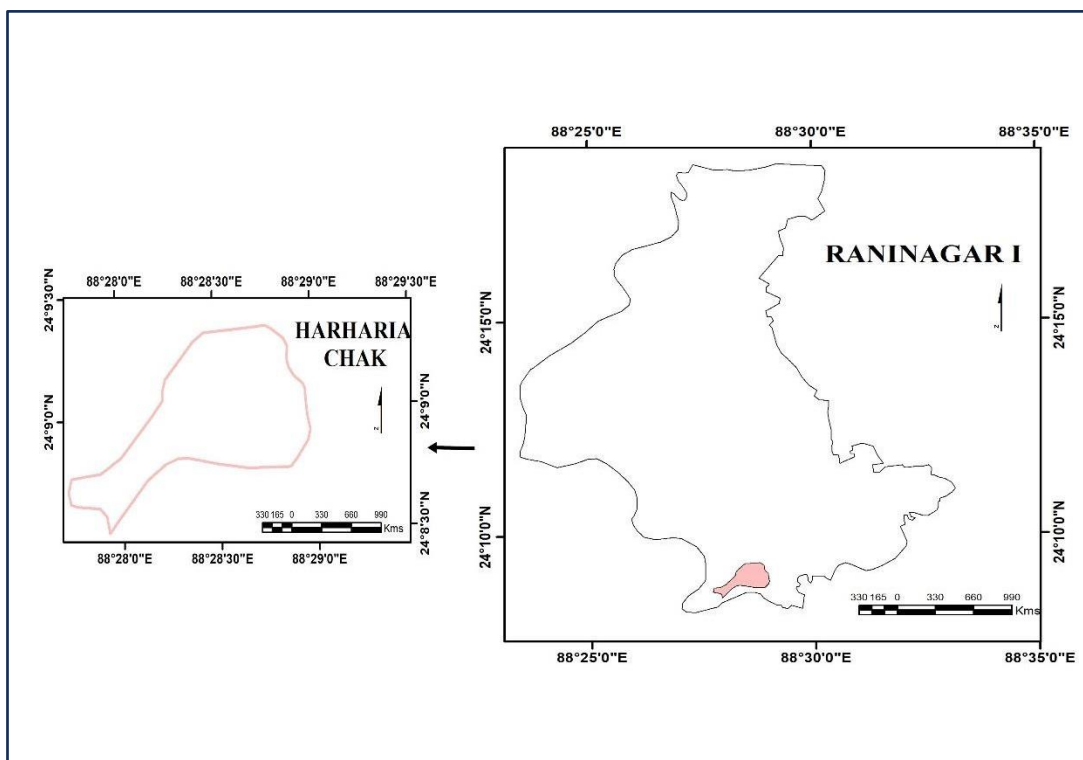 88°25'0"E 88°30'0"E 88°35'0"E
RANINAGAR I
z
24°15'0"N
24°10'0"N
24°15'0"N
24°10'0"N
330 165 0 330 660 990
Kms
88°25'0"E 88°30'0"E 88°35'0"E
88°28'0"E 88°28'30"E 88°29'0"E 88°29'30"E
24°9'30"N
24°9'0"N
HARHARIA
CHAK
z
24°9'0"N
24°8'30"N
330 165 0 330 660 990
Kms
88°28'0"E 88°28'30"E 88°29'0"E